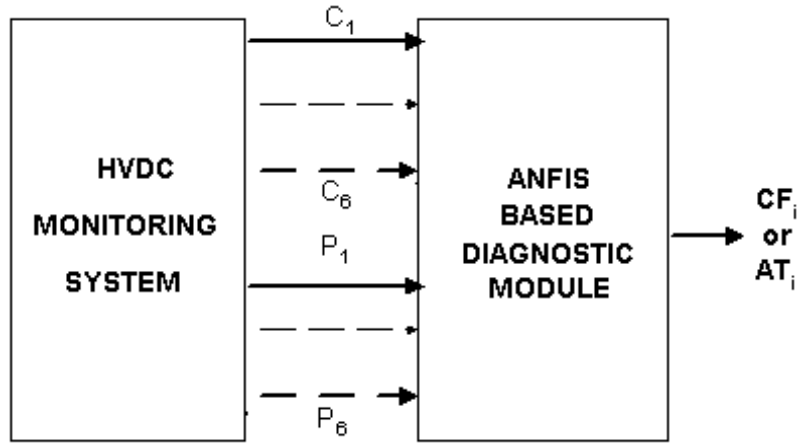 HVDC
MONITORING
SYSTEM
C₁
C₆
P₁
P₆
ANFIS
BASED
DIAGNOSTIC
MODULE
CFᵢ
or
ATᵢ